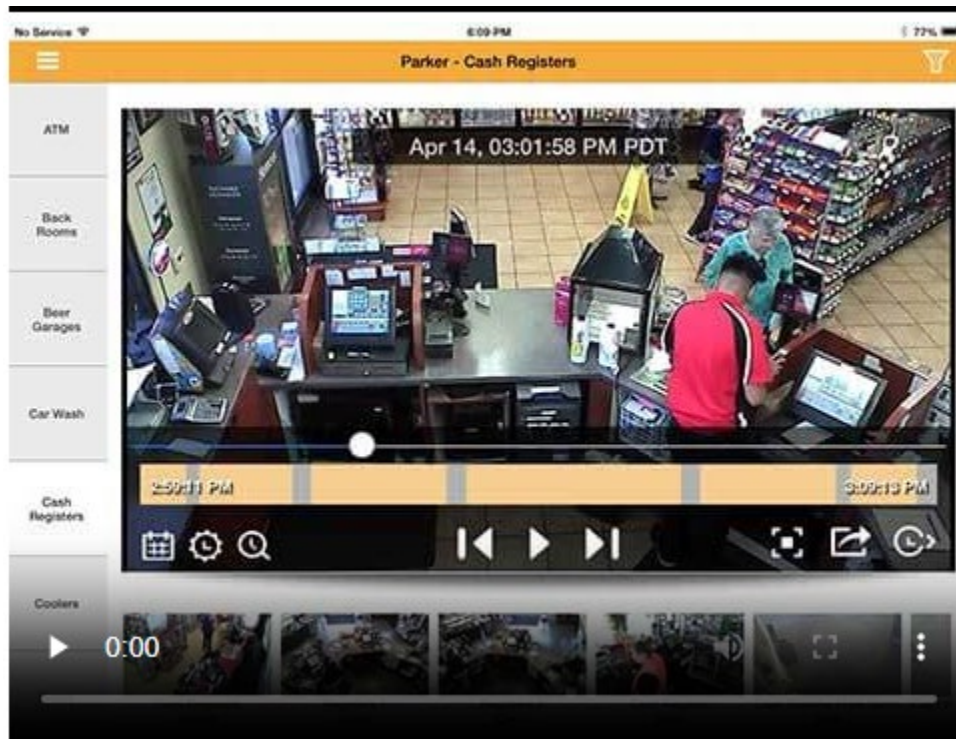 No Service
6:09 PM
77%
Parker - Cash Registers
ATM
Apr 14, 03:01:58 PM PDT
Back
Rooms
Beer
Garages
Car Wash
Cash
Registers
2:59:11 PM
3:09:13 PM
Coolers
0:00